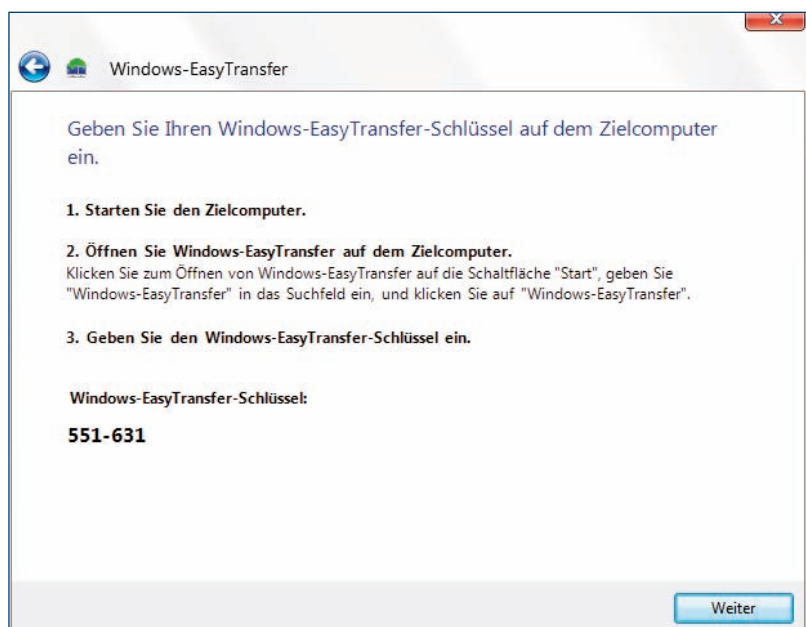 Windows-EasyTransfer
Geben Sie Ihren Windows-EasyTransfer-Schlüssel auf dem Zielcomputer
ein.
1. Starten Sie den Zielcomputer.
2. Öffnen Sie Windows-EasyTransfer auf dem Zielcomputer.
Klicken Sie zum Öffnen von Windows-EasyTransfer auf die Schaltfläche "Start", geben Sie
"Windows-EasyTransfer" in das Suchfeld ein, und klicken Sie auf "Windows-EasyTransfer".
3. Geben Sie den Windows-EasyTransfer-Schlüssel ein.
Windows-EasyTransfer-Schlüssel:
551-631
Weiter